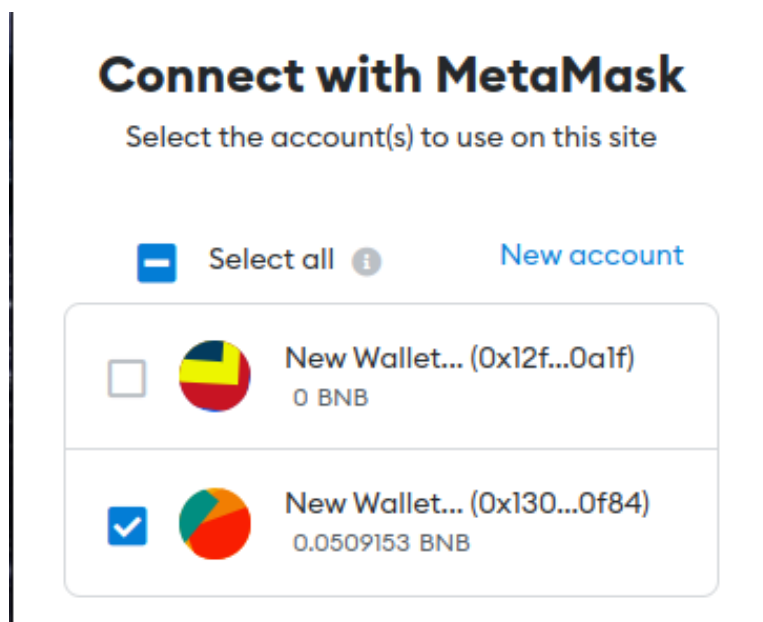 Connect with MetaMask
Select the account(s) to use on this site
Select all New account
New Wallet... (0x12f...0a1f)
0 BNB
New Wallet... (0x130...0f84)
0.0509153 BNB